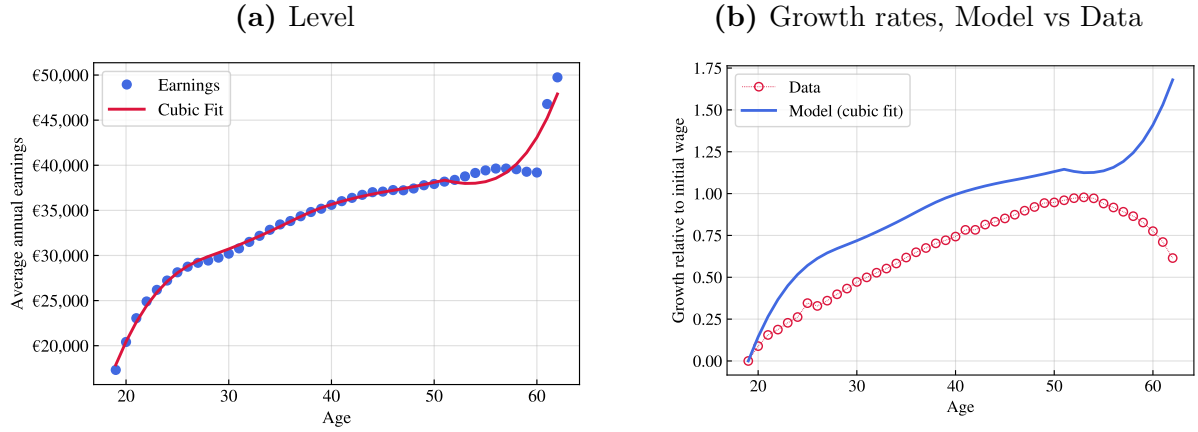 (a) Level
€50,000
€45,000
€40,000
€35,000
€30,000
€25,000
€20,000
Average annual earnings
Earnings
Cubic Fit
20
30
40
50
60
Age
(b) Growth rates, Model vs Data
1.75
1.50
1.25
1.00
0.75
0.50
0.25
0.00
Growth relative to initial wage
Data
Model (cubic fit)
20
30
40
50
60
Age